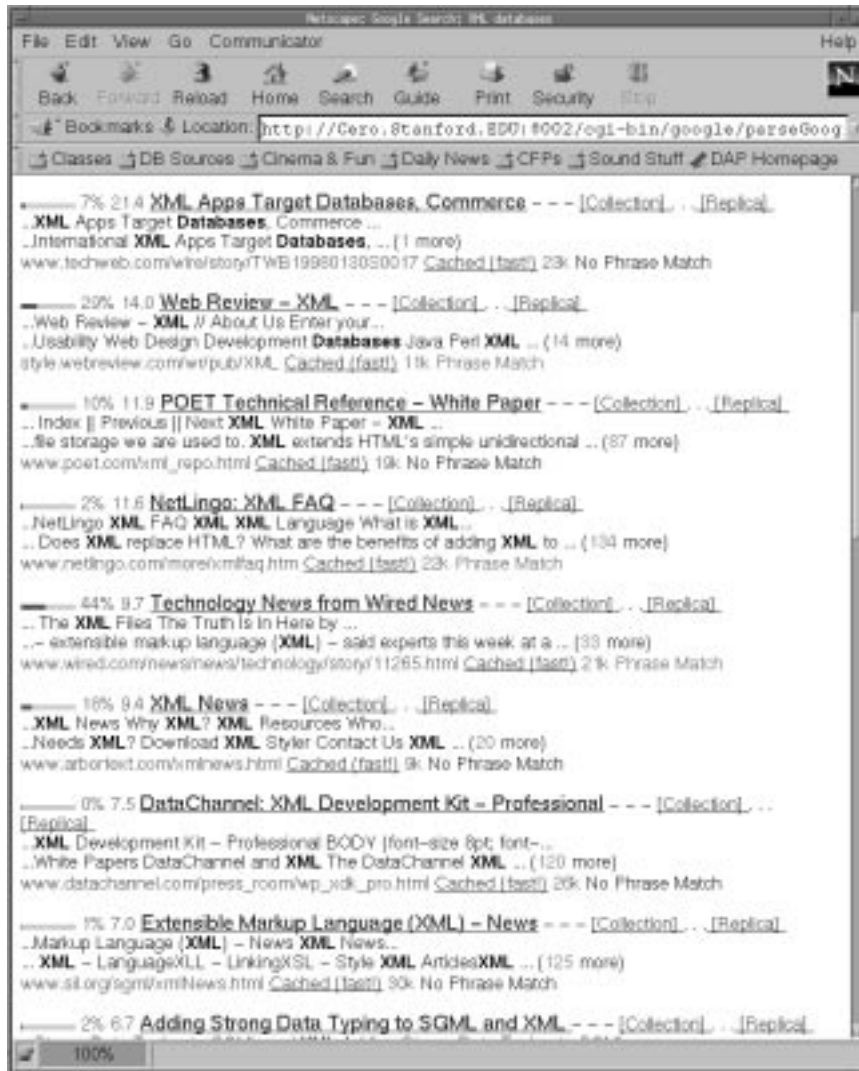 Netscape: Google Search: XML databases
File Edit View Go Communicator Help
Back Forward Reload Home Search Guide Print Security Stop N
Bookmarks Location: http://Cero.Stanford.EDU:8002/cgi-bin/google/parseGoog
Classes DB Sources Cinema & Fun Daily News CFPs Sound Stuff DAP Homepage
7% 21.4 XML Apps Target Databases, Commerce - - - [Collection] . . .[Replica]
...XML Apps Target Databases, Commerce ...
...International XML Apps Target Databases, ... (1 more)
www.techweb.com/wire/story/TWB19980130S0017 Cached (fast!) 23k No Phrase Match
29% 14.0 Web Review - XML - - - [Collection] . . .[Replica]
...Web Review - XML // About Us Enter your...
...Usability Web Design Development Databases Java Perl XML ... (14 more)
style.webreview.com/wr/pub/XML Cached (fast!) 11k Phrase Match
10% 11.9 POET Technical Reference - White Paper - - - [Collection] . . .[Replica]
... Index || Previous || Next XML White Paper - XML ...
...file storage we are used to. XML extends HTML's simple unidirectional ... (87 more)
www.poet.com/xml_repo.html Cached (fast!) 19k No Phrase Match
2% 11.6 NetLingo: XML FAQ - - - [Collection] . . .[Replica]
...NetLingo XML FAQ XML XML Language What is XML...
... Does XML replace HTML? What are the benefits of adding XML to ... (134 more)
www.netlingo.com/more/xmlfaq.htm Cached (fast!) 22k Phrase Match
44% 9.7 Technology News from Wired News - - - [Collection] . . .[Replica]
... The XML Files The Truth Is In Here by ...
...- extensible markup language (XML) - said experts this week at a ... (33 more)
www.wired.com/news/news/technology/story/11265.html Cached (fast!) 21k Phrase Match
18% 9.4 XML News - - - [Collection] . . .[Replica]
...XML News Why XML? XML Resources Who...
...Needs XML? Download XML Styler Contact Us XML ... (20 more)
www.arbortext.com/xmlnews.html Cached (fast!) 9k No Phrase Match
0% 7.5 DataChannel: XML Development Kit - Professional - - - [Collection] . . .
[Replica]
...XML Development Kit - Professional BODY {font-size 8pt; font-...
...White Papers DataChannel and XML The DataChannel XML ... (120 more)
www.datachannel.com/press_room/wp_xdk_pro.html Cached (fast!) 26k No Phrase Match
1% 7.0 Extensible Markup Language (XML) - News - - - [Collection] . . .[Replica]
...Markup Language (XML) - News XML News...
... XML - LanguageXLL - LinkingXSL - Style XML ArticlesXML ... (125 more)
www.sil.org/sgml/xmlNews.html Cached (fast!) 30k No Phrase Match
2% 6.7 Adding Strong Data Typing to SGML and XML - - - [Collection] . . .[Replica]
100%